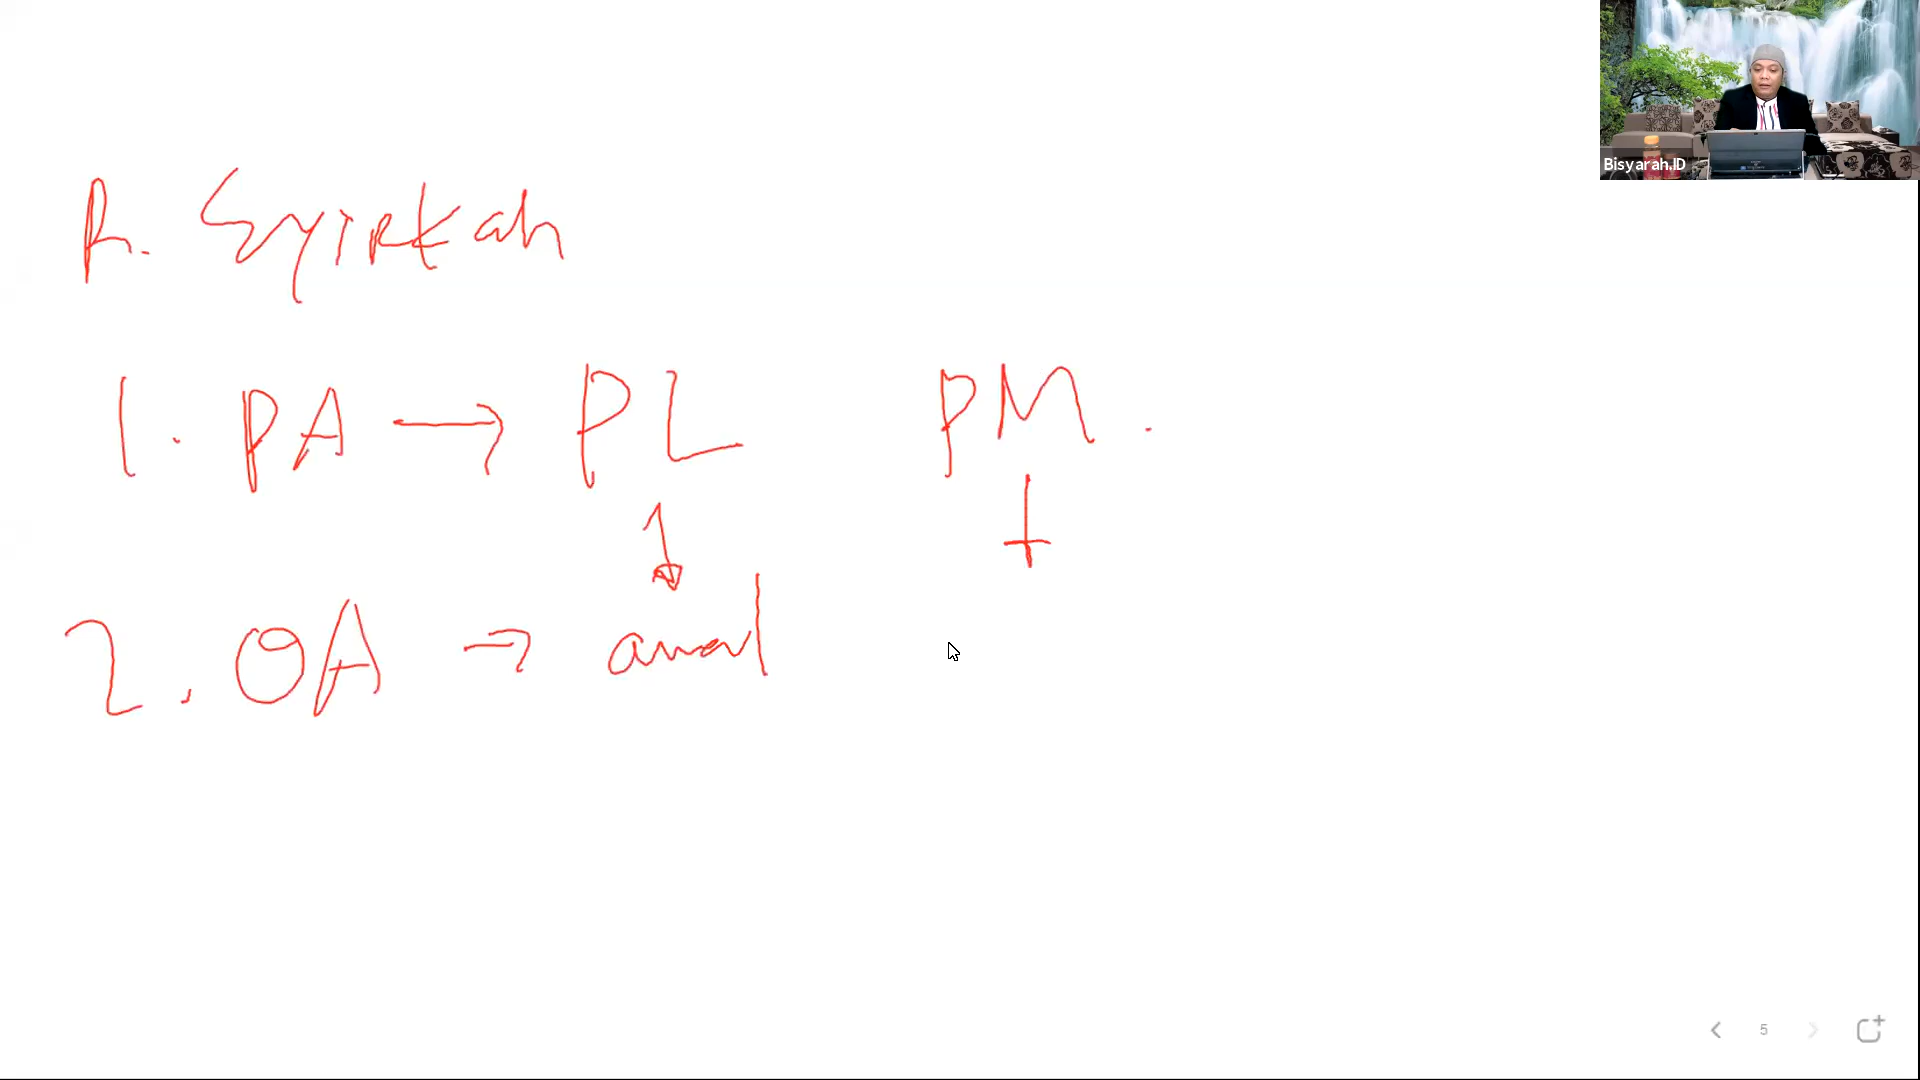 Bisyarah.ID
R. Syirkah
1. PA → PL PM.
2. OA → amal
5